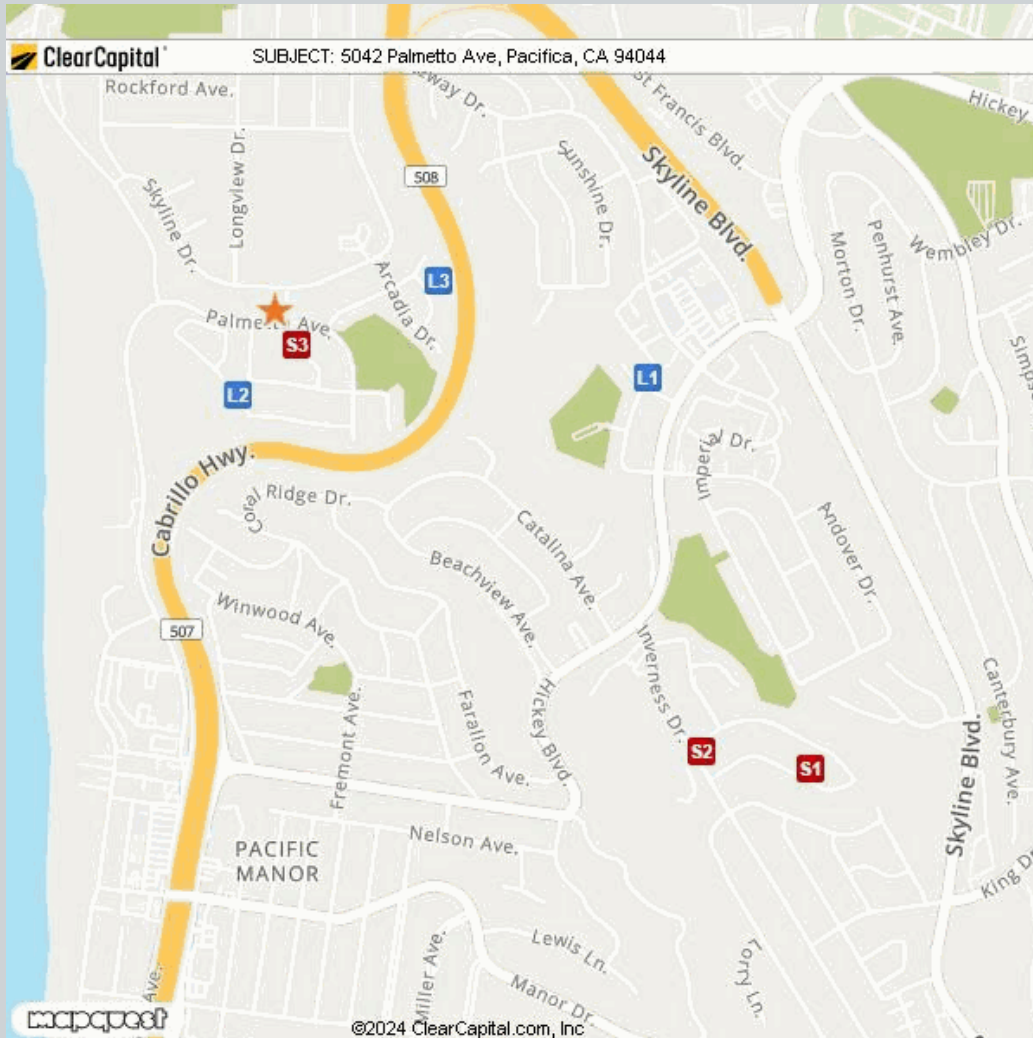 ClearCapital
SUBJECT: 5042 Palmetto Ave, Pacifica, CA 94044
Rockford Ave.
St Francis Blvd.
Hickey
Longview Dr.
508
Sunshine Dr.
Skyline Blvd.
Skyline Dr.
Morton Dr.
Penhurst Ave.
Wembley Dr.
Arcadia Dr.
L3
Palmetto Ave.
S3
L2
L1
Imperial Dr.
Cabrillo Hwy.
Coral Ridge Dr.
Catalina Ave.
Andover Dr.
Beachview Ave.
Winwood Ave.
507
Inverness Dr.
Hickey Blvd.
Farallon Ave.
Fremont Ave.
Canterbury Ave.
Skyline Blvd.
S2
S1
Nelson Ave.
PACIFIC
MANOR
King Dr
Lewis Ln.
Miller Ave.
Manor Dr.
Ave.
mapquest
©2024 ClearCapital.com, Inc